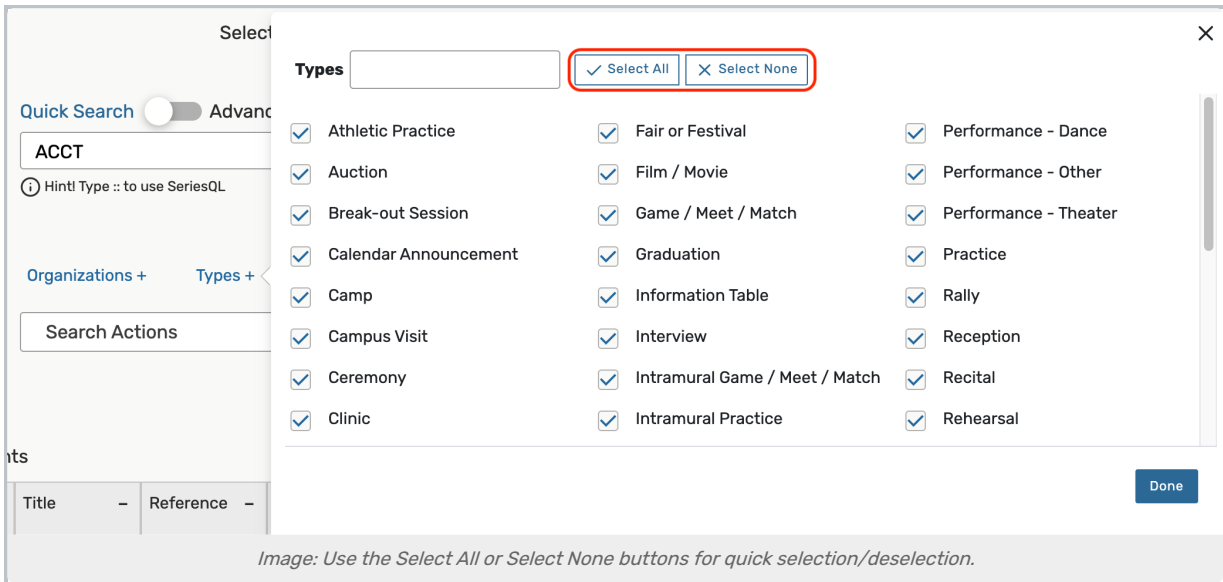 Select
Quick Search
Advanc
ACCT
Hint! Type :: to use SeriesQL
Organizations +
Types +
Search Actions
nts
Title –
Reference –
Types
Select All
Select None
Athletic Practice
Fair or Festival
Performance - Dance
Auction
Film / Movie
Performance - Other
Break-out Session
Game / Meet / Match
Performance - Theater
Calendar Announcement
Graduation
Practice
Camp
Information Table
Rally
Campus Visit
Interview
Reception
Ceremony
Intramural Game / Meet / Match
Recital
Clinic
Intramural Practice
Rehearsal
Done
Image: Use the Select All or Select None buttons for quick selection/deselection.